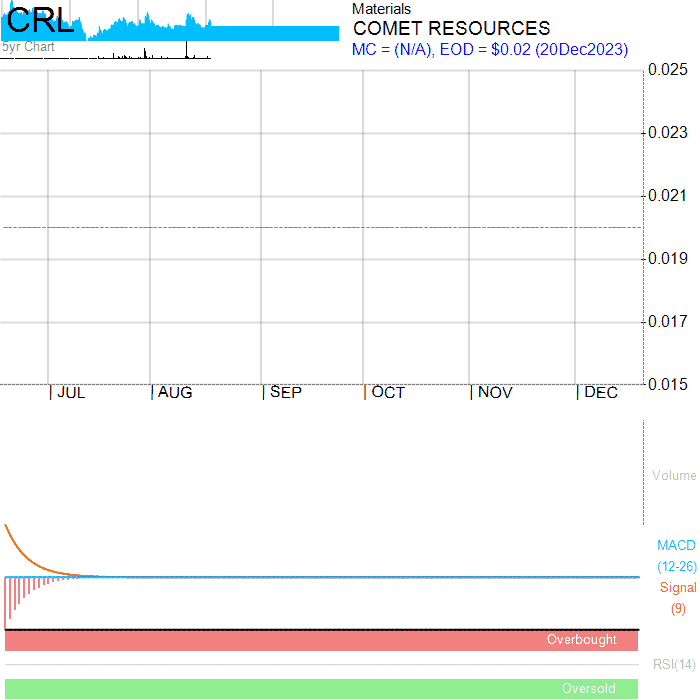 CRL
5yr Chart
Materials
COMET RESOURCES
MC = (N/A), EOD = $0.02 (20Dec2023)
0.025
0.023
0.021
0.019
0.017
0.015
JUL AUG SEP OCT NOV DEC
Volume
MACD
(12-26)
Signal
(9)
Overbought
RSI(14)
Oversold